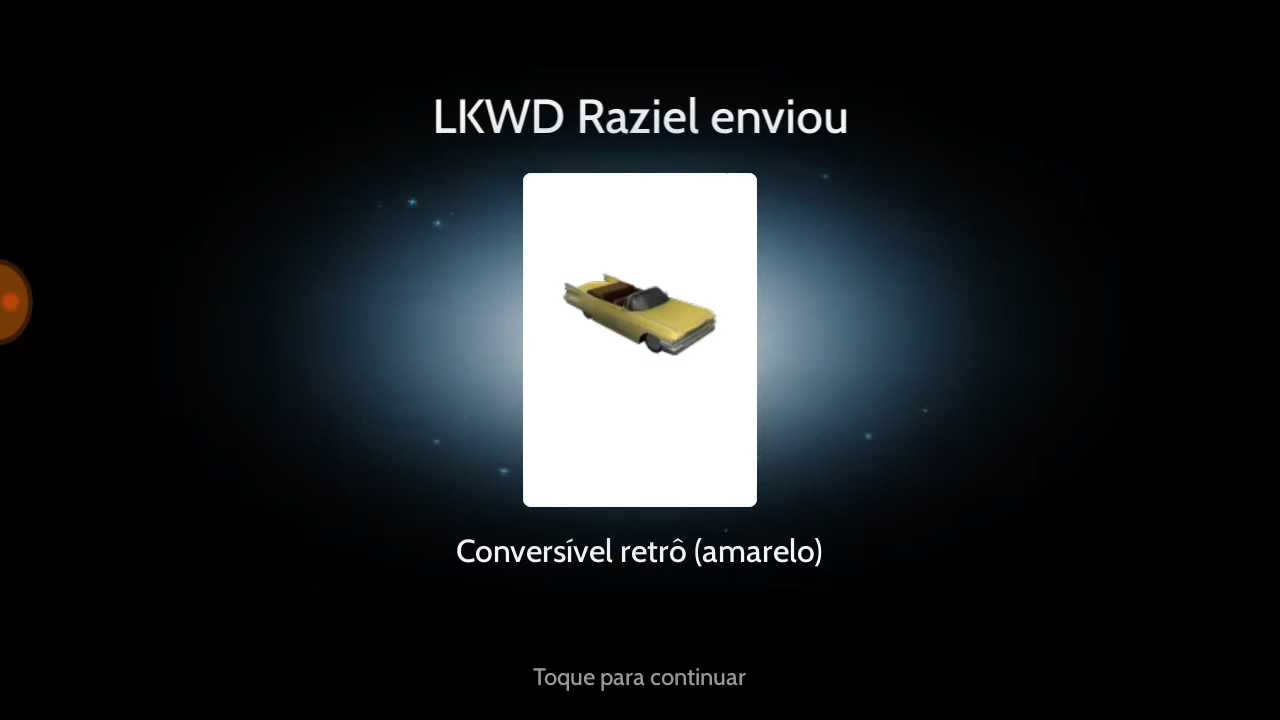 LKWD Raziel enviou
Conversível retrô (amarelo)
Toque para continuar